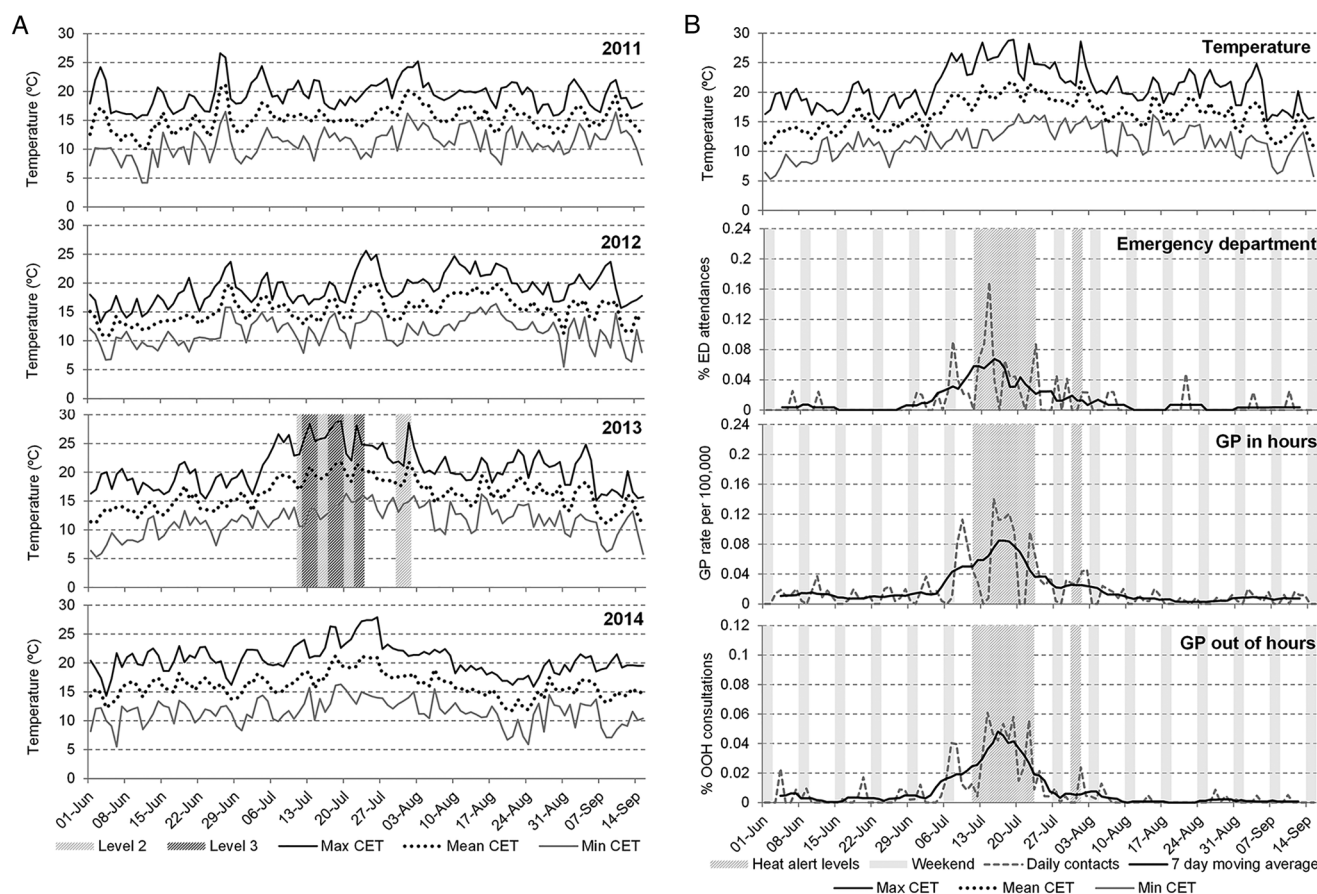 A
30
25
20
15
10
5
0
Temperature (ºC)
2011
30
25
20
15
10
5
0
Temperature (ºC)
2012
30
25
20
15
10
5
0
Temperature (ºC)
2013
30
25
20
15
10
5
0
Temperature (ºC)
2014
01-Jun
08-Jun
15-Jun
22-Jun
29-Jun
06-Jul
13-Jul
20-Jul
27-Jul
03-Aug
10-Aug
17-Aug
24-Aug
31-Aug
07-Sep
14-Sep
Level 2 Level 3 Max CET Mean CET Min CET
B
30
25
20
15
10
5
0
Temperature (ºC)
Temperature
0.24
0.2
0.16
0.12
0.08
0.04
0
% ED attendances
Emergency department
0.24
0.2
0.16
0.12
0.08
0.04
0
GP rate per 100,000
GP in hours
0.12
0.1
0.08
0.06
0.04
0.02
0
% OOH consultations
GP out of hours
01-Jun
08-Jun
15-Jun
22-Jun
29-Jun
06-Jul
13-Jul
20-Jul
27-Jul
03-Aug
10-Aug
17-Aug
24-Aug
31-Aug
07-Sep
14-Sep
Heat alert levels Weekend Daily contacts 7 day moving average
Max CET Mean CET Min CET